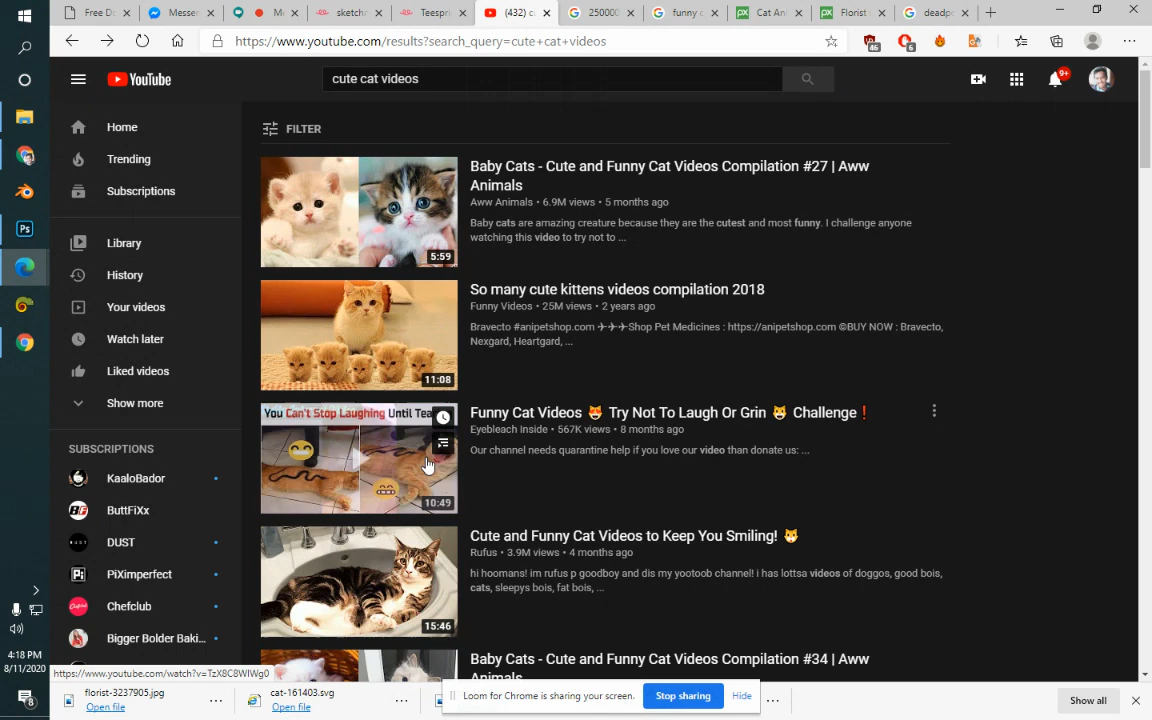 Free D
Messer
M
sketch
Teespri
(432) c
250000
funny c
Cat An
Florist
deadpo
https://www.youtube.com/results?search_query=cute+cat+videos
46
6
YouTube
cute cat videos
9+
Home
Trending
Subscriptions
Library
History
Your videos
Watch later
Liked videos
Show more
SUBSCRIPTIONS
KaaloBador
ButtFiXx
DUST
PiXimperfect
Chefclub
Bigger Bolder Baki...
FILTER
5:59
Baby Cats - Cute and Funny Cat Videos Compilation #27 | Aww
Animals
Aww Animals • 6.9M views • 5 months ago
Baby cats are amazing creature because they are the cutest and most funny. I challenge anyone
watching this video to try not to ...
11:08
So many cute kittens videos compilation 2018
Funny Videos • 25M views • 2 years ago
Bravecto #anipetshop.com ✈✈✈Shop Pet Medicines : https://anipetshop.com ©BUY NOW : Bravecto,
Nexgard, Heartgard, ...
You Can't Stop Laughing Until Tea
10:49
Funny Cat Videos 😻 Try Not To Laugh Or Grin 😸 Challenge❗
Eyebleach Inside • 567K views • 8 months ago
Our channel needs quarantine help if you love our video than donate us: ...
15:46
Cute and Funny Cat Videos to Keep You Smiling! 🐱
Rufus • 3.9M views • 4 months ago
hi hoomans! im rufus p goodboy and dis my yootoob channel! i has lottsa videos of doggos, good bois,
cats, sleepys bois, fat bois, ...
Baby Cats - Cute and Funny Cat Videos Compilation #34 | Aww
Animals
https://www.youtube.com/watch?v=TzX8C8WIWg0
florist-3237905.jpg
Open file
cat-161403.svg
Open file
Loom for Chrome is sharing your screen.
Stop sharing
Hide
Show all
Ps
4:18 PM
8/11/2020
8